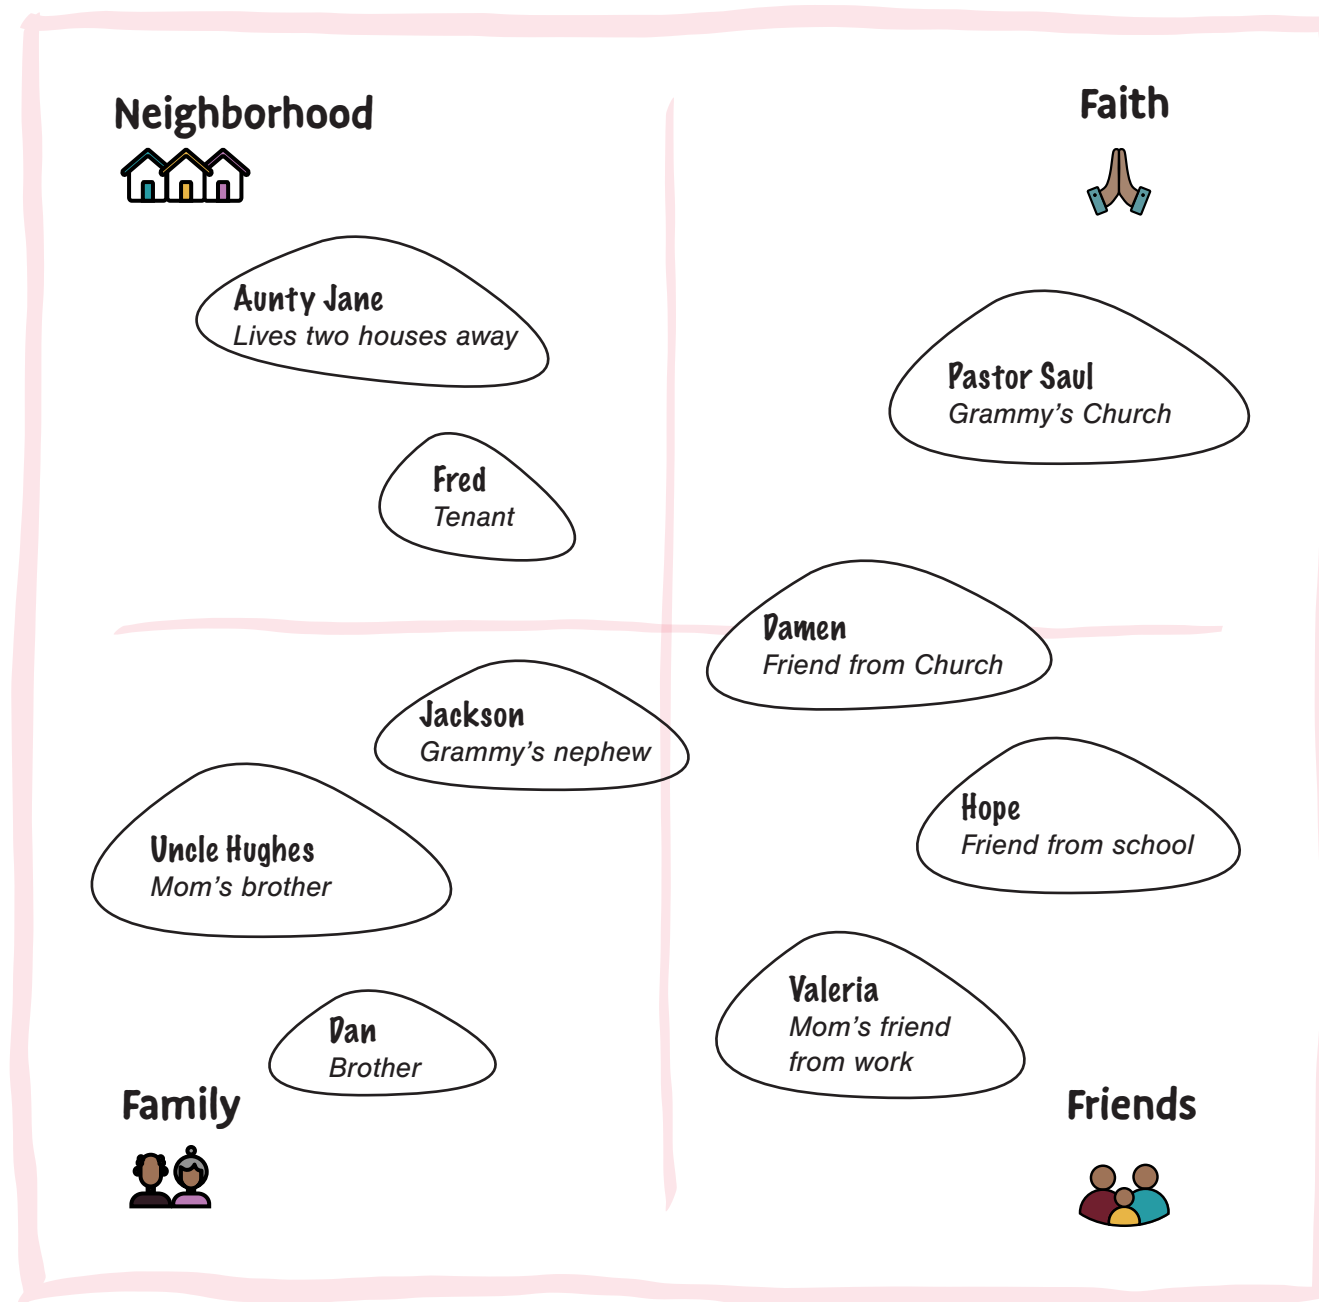 Neighborhood
Faith
Aunty Jane
Lives two houses away
Pastor Saul
Grammy's Church
Fred
Tenant
Damen
Friend from Church
Jackson
Grammy's nephew
Hope
Friend from school
Uncle Hughes
Mom's brother
Valeria
Mom's friend
from work
Dan
Brother
Family
Friends